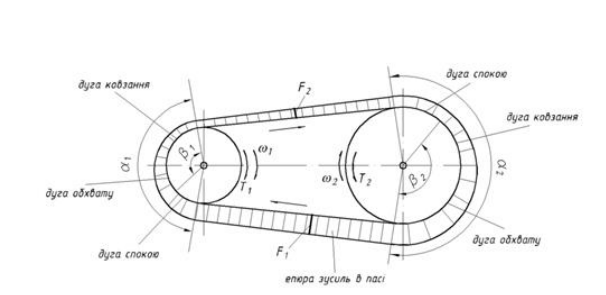 дуга ковзання
F2
дуга спокою
дуга ковзання
α1
β1
ω1
T1
ω2
T2
β2
α2
дуга обхвату
дуга спокою
F1
дуга обхвату
епюра зусиль в пасі